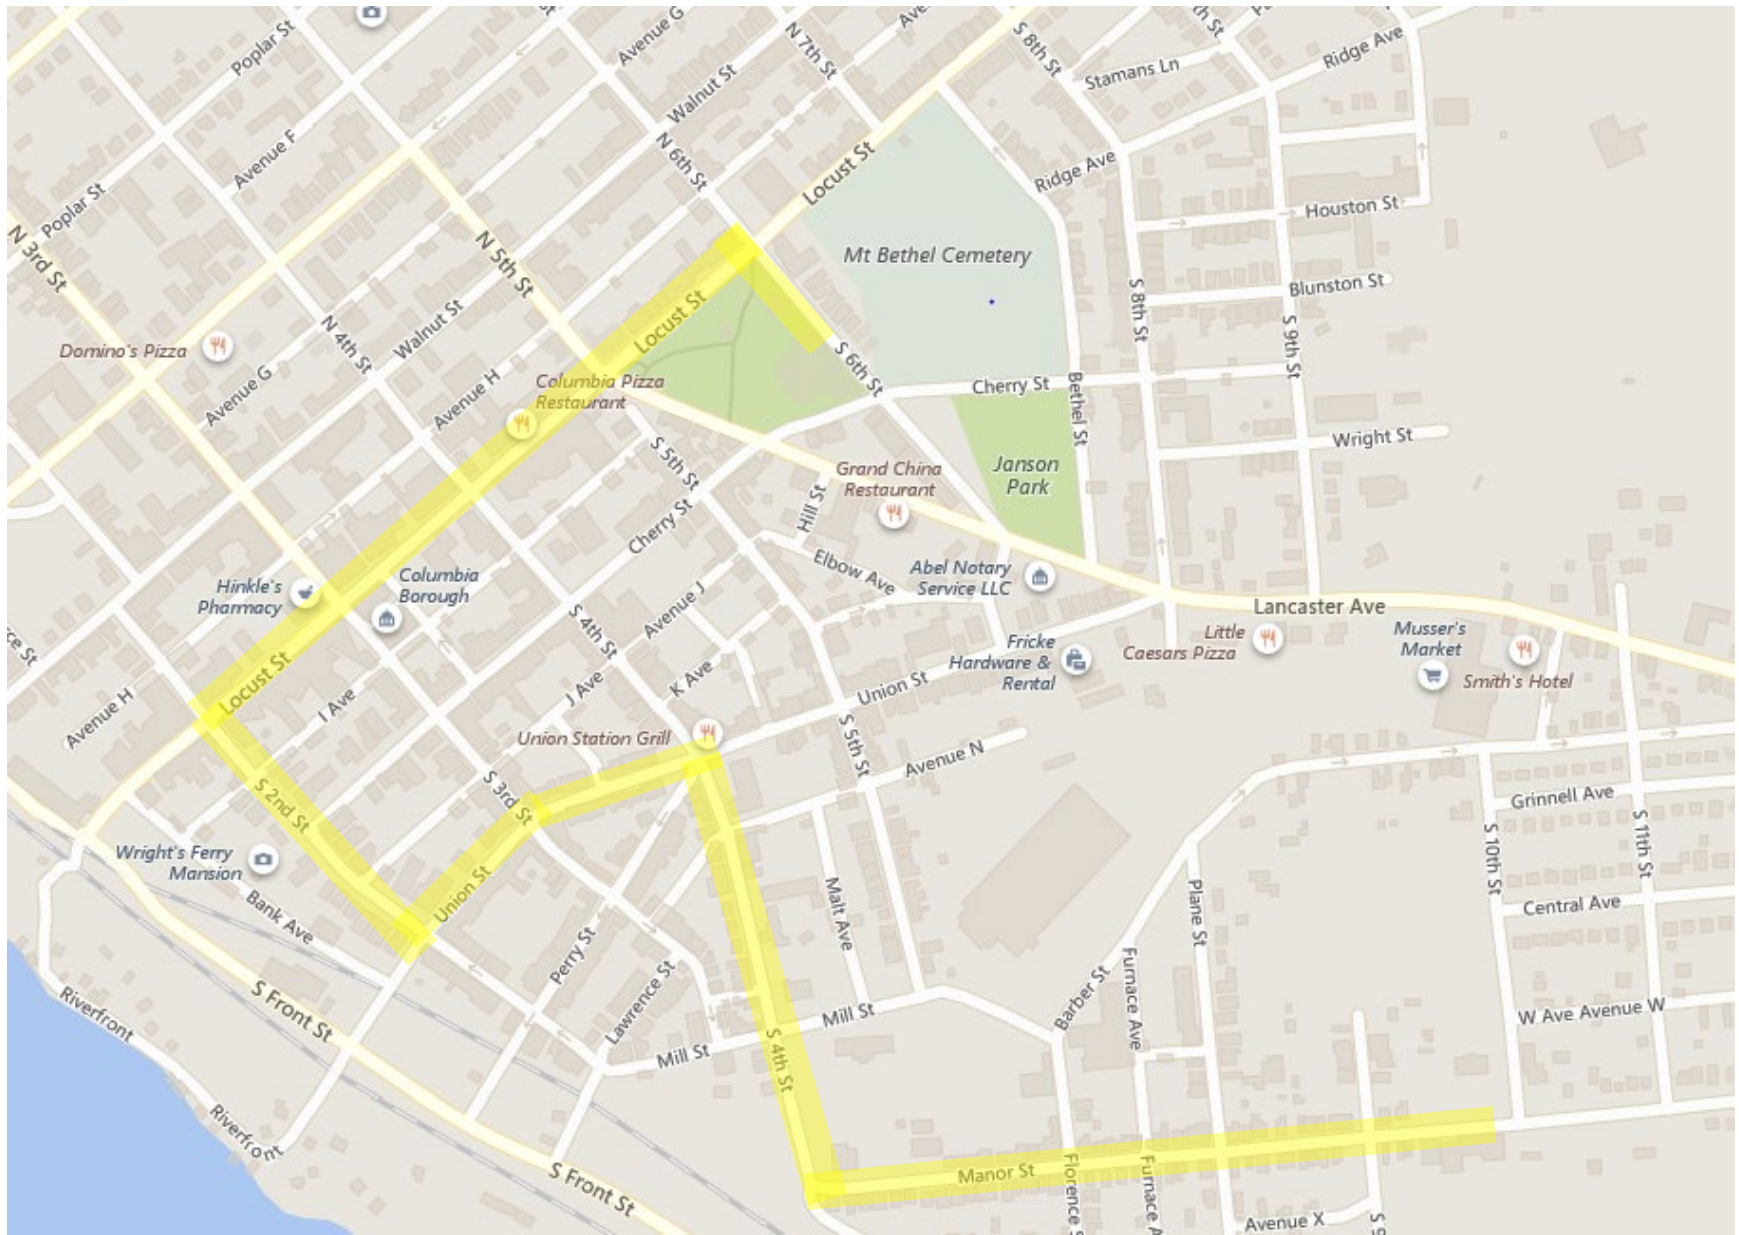 Poplar St
Avenue G
N 7th St
Ave
S 8th St
th St
Stamans Ln
Ridge Ave
Avenue F
Walnut St
N 6th St
Locust St
Ridge Ave
Poplar St
Houston St
N 3rd St
N 5th St
Mt Bethel Cemetery
Blunston St
S 8th St
S 9th St
N 4th St
Walnut St
Locust St
Domino's Pizza
Avenue G
Avenue H
Columbia Pizza
Restaurant
S 6th St
Cherry St
Bethel St
Wright St
S 5th St
Grand China
Restaurant
Janson
Park
Hill St
Cherry St
Elbow Ave
Abel Notary
Service LLC
Hinkle's
Pharmacy
Columbia
Borough
Avenue J
S 4th St
Lancaster Ave
Little
Caesars Pizza
Musser's
Market
Smith's Hotel
Fricke
Hardware &
Rental
ce St
Locust St
I Ave
J Ave
K Ave
Union St
Avenue H
Union Station Grill
S 5th St
Avenue N
S 2nd St
S 3rd St
Grinnell Ave
S 10th St
S 11th St
Wright's Ferry
Mansion
Bank Ave
Union St
Malt Ave
Plane St
Central Ave
Perry St
Lawrence St
Furnace Ave
Barber St
S Front St
Riverfront
Mill St
Mill St
S 4th St
W Ave Avenue W
Riverfront
S Front St
Manor St
Florence S
Furnace A
Avenue X
S 9